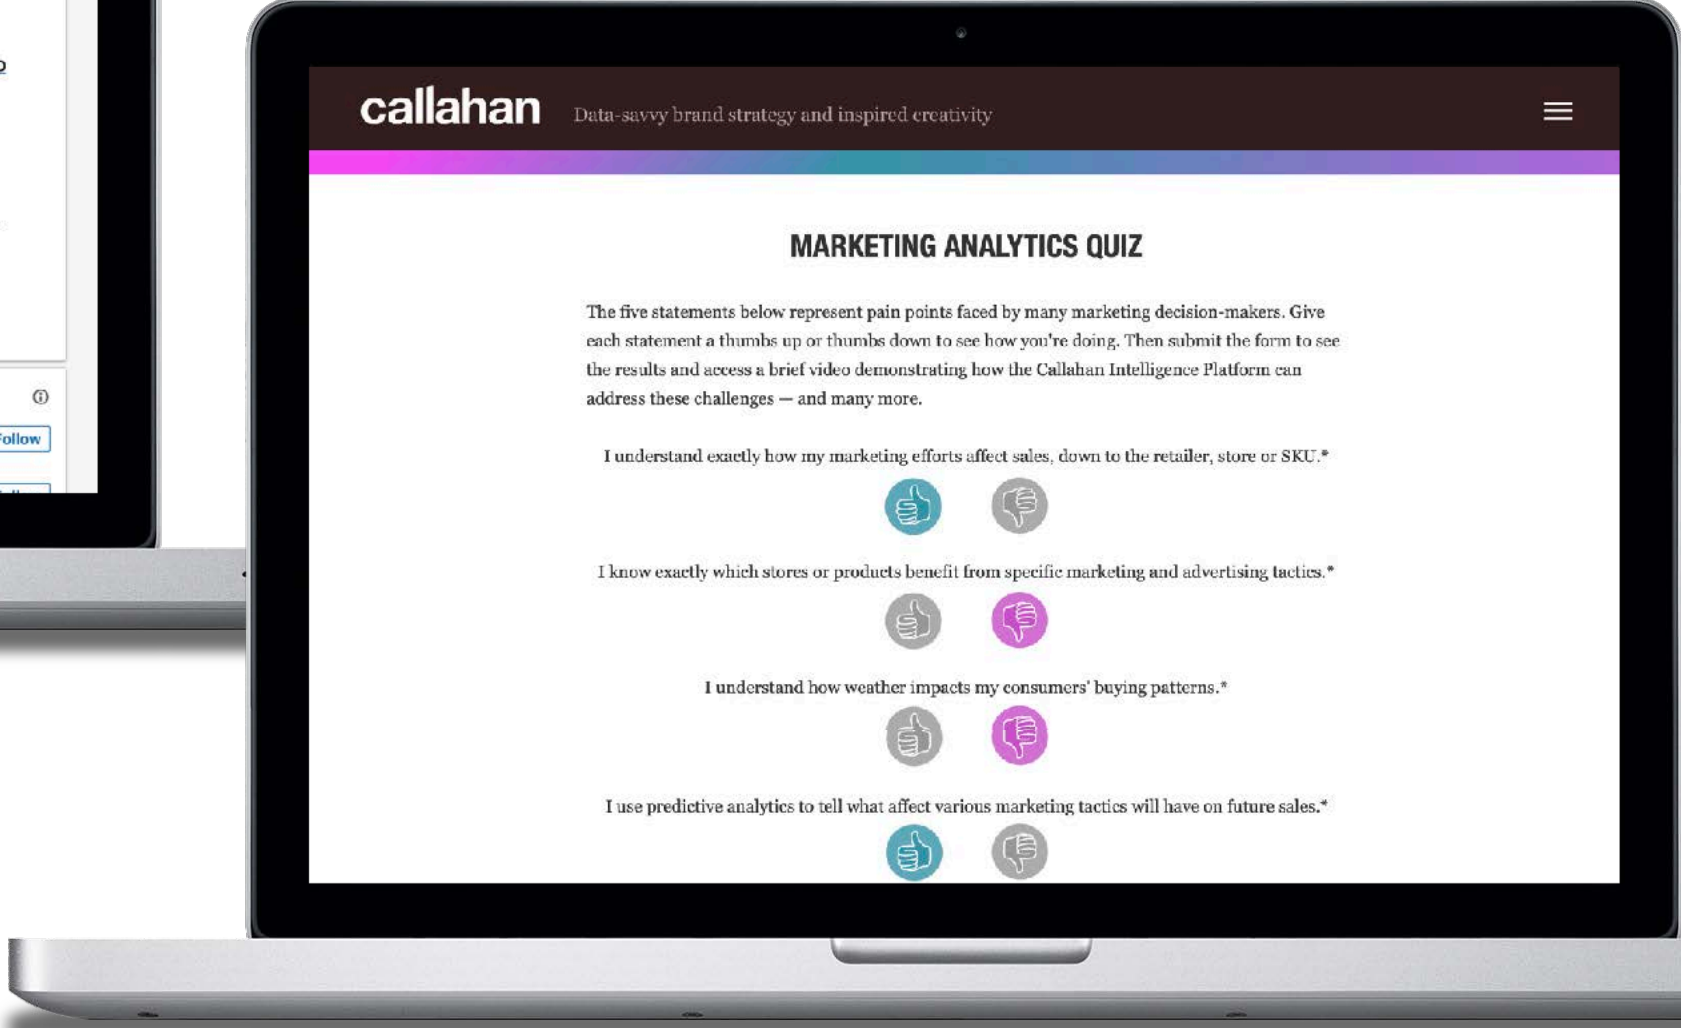 Follow
callahan Data-savvy brand strategy and inspired creativity
MARKETING ANALYTICS QUIZ
The five statements below represent pain points faced by many marketing decision-makers. Give
each statement a thumbs up or thumbs down to see how you're doing. Then submit the form to see
the results and access a brief video demonstrating how the Callahan Intelligence Platform can
address these challenges — and many more.
I understand exactly how my marketing efforts affect sales, down to the retailer, store or SKU.*
I know exactly which stores or products benefit from specific marketing and advertising tactics.*
I understand how weather impacts my consumers' buying patterns.*
I use predictive analytics to tell what affect various marketing tactics will have on future sales.*